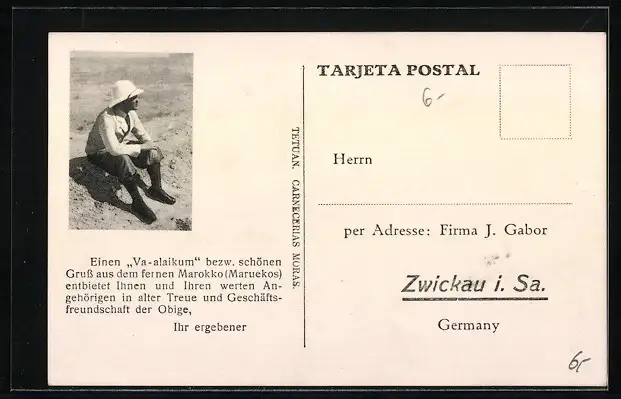 TARJETA POSTAL
6-
Herrn
per Adresse: Firma J. Gabor
Zwickau i. Sa.
Germany
6-
TETUAN. CARNECERIAS MORAS.
Einen „Va-alaikum" bezw. schönen
Gruß aus dem fernen Marokko (Maruekos)
entbietet Ihnen und Ihren werten An-
gehörigen in alter Treue und Geschäfts-
freundschaft der Obige,
Ihr ergebener